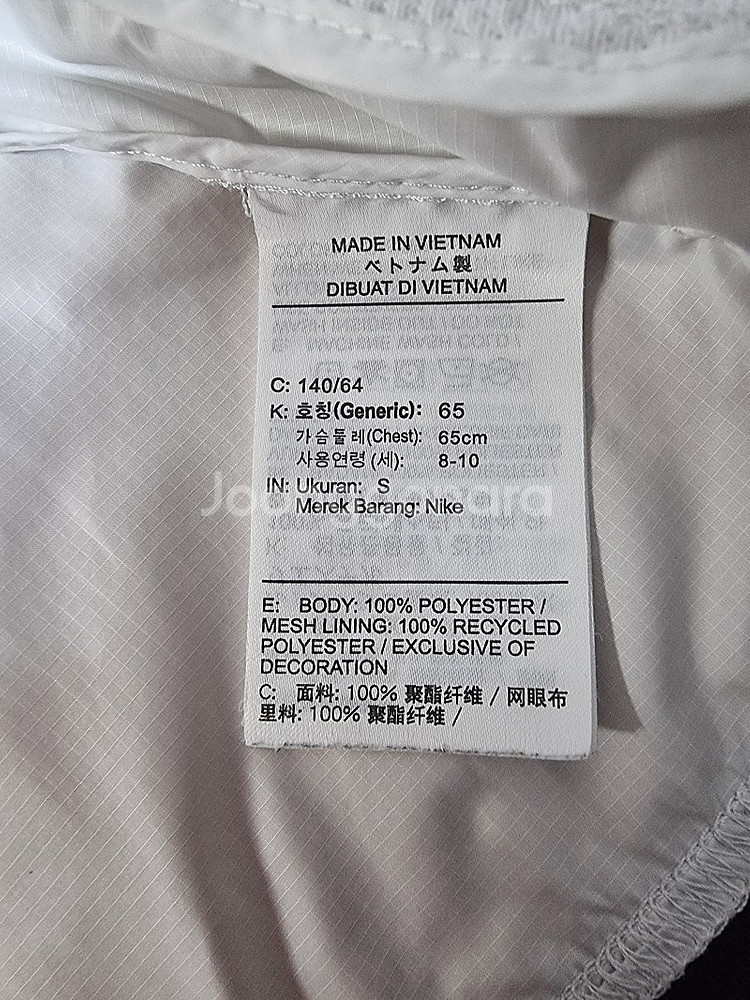 MADE IN VIETNAM
ベトナム製
DIBUAT DI VIETNAM
C: 140/64
K: 호칭(Generic): 65
가슴둘레(Chest): 65cm
사용연령 (세): 8-10
IN: Ukuran: S
Joonggonara
Merek Barang: Nike
E: BODY: 100% POLYESTER /
MESH LINING: 100% RECYCLED
POLYESTER / EXCLUSIVE OF
DECORATION
C: 面料: 100% 聚酯纤维 / 网眼布
里料: 100% 聚酯纤维 /